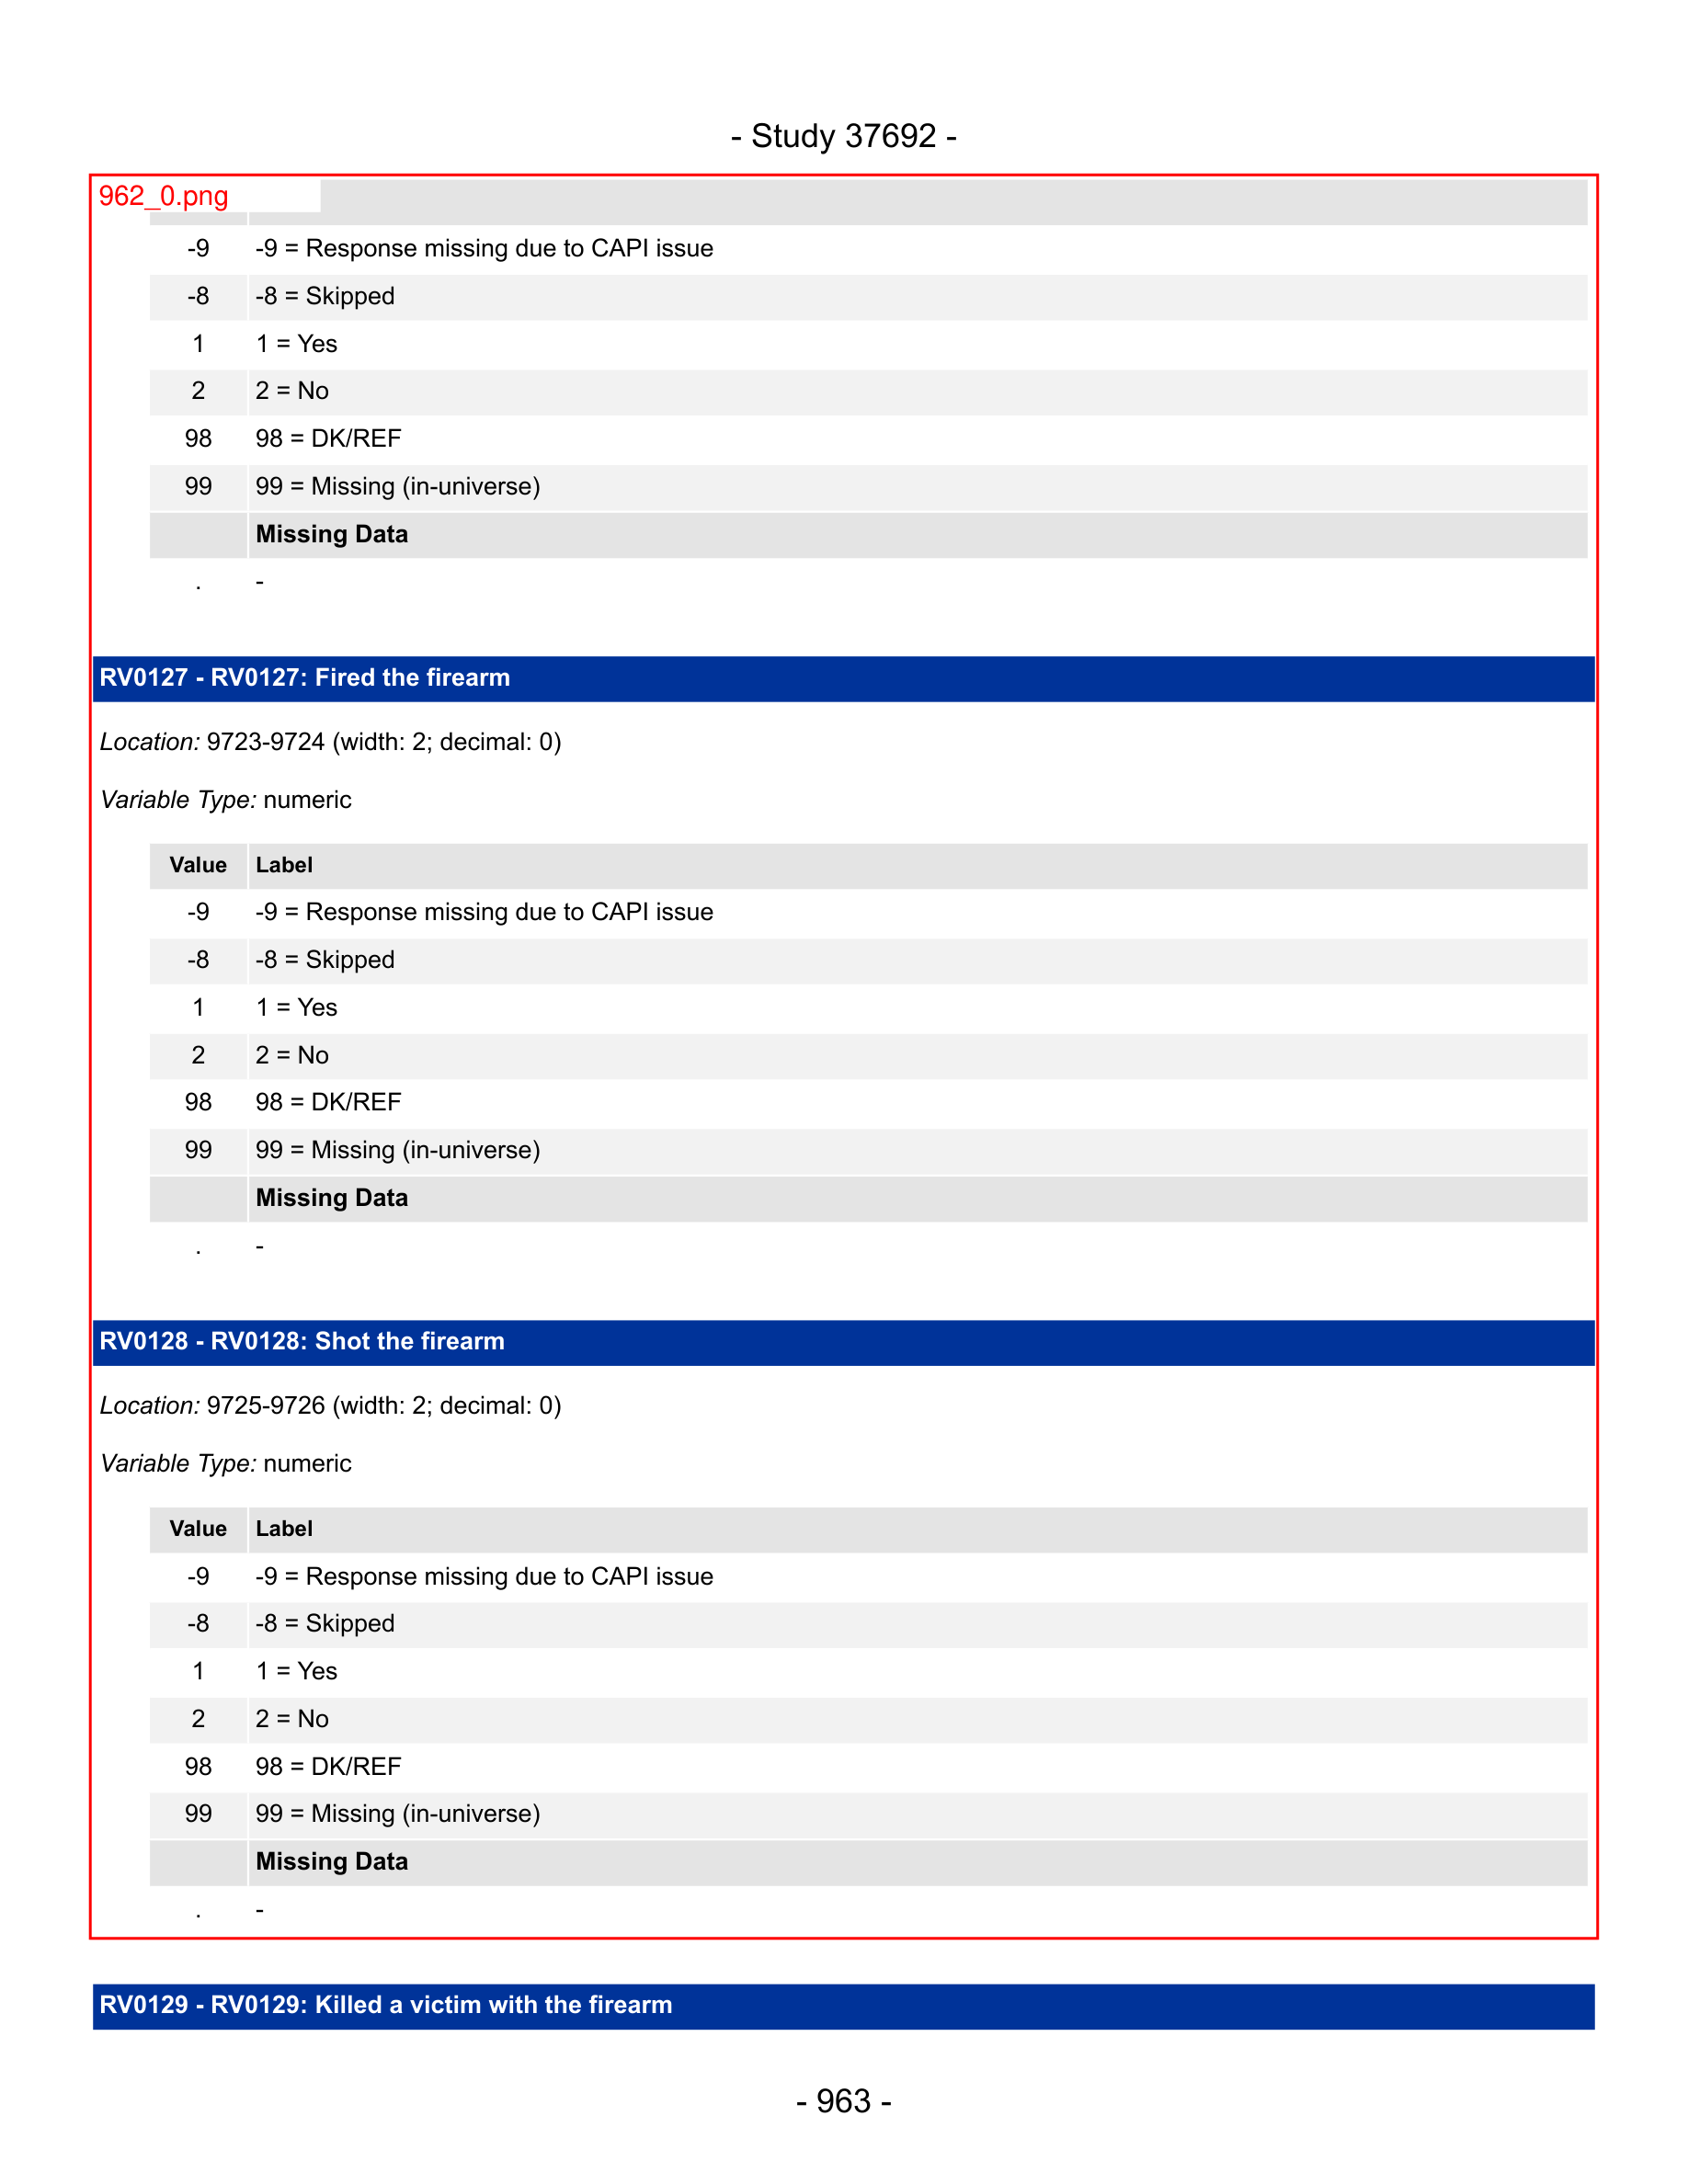 - Study 37692 -
962_0.png
-9 -9 = Response missing due to CAPI issue
-8 -8 = Skipped
1 1 = Yes
2 2 = No
98 98 = DK/REF
99 99 = Missing (in-universe)
Missing Data
. -
RV0127 - RV0127: Fired the firearm
Location: 9723-9724 (width: 2; decimal: 0)
Variable Type: numeric
Value Label
-9 -9 = Response missing due to CAPI issue
-8 -8 = Skipped
1 1 = Yes
2 2 = No
98 98 = DK/REF
99 99 = Missing (in-universe)
Missing Data
. -
RV0128 - RV0128: Shot the firearm
Location: 9725-9726 (width: 2; decimal: 0)
Variable Type: numeric
Value Label
-9 -9 = Response missing due to CAPI issue
-8 -8 = Skipped
1 1 = Yes
2 2 = No
98 98 = DK/REF
99 99 = Missing (in-universe)
Missing Data
. -
RV0129 - RV0129: Killed a victim with the firearm
- 963 -